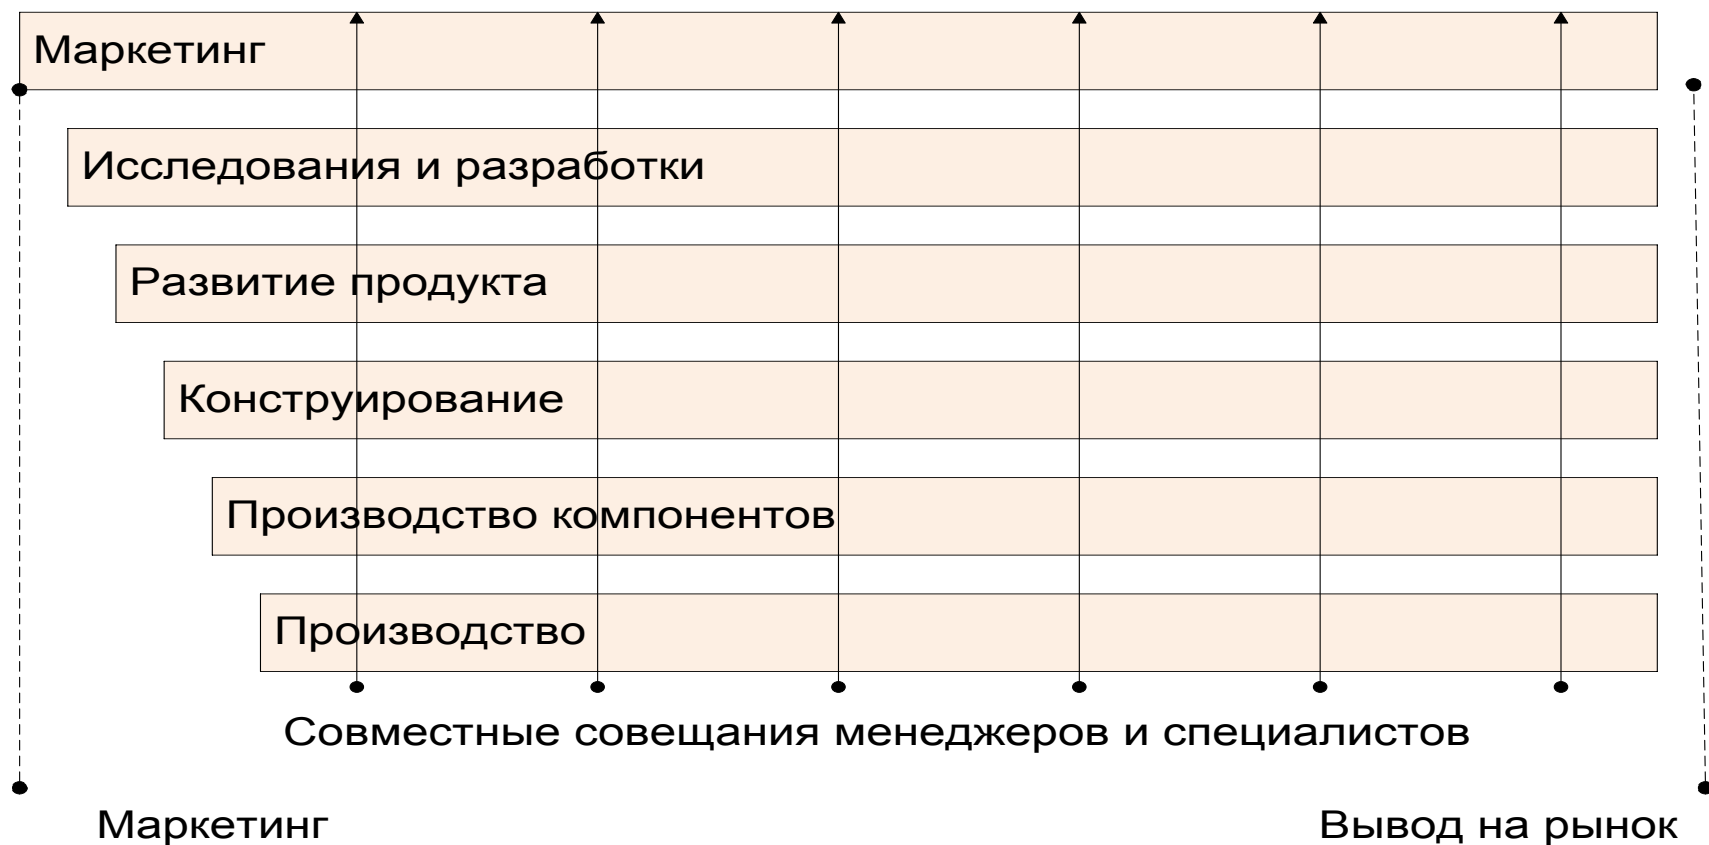 Маркетинг
Исследования и разработки
Развитие продукта
Конструирование
Производство компонентов
Производство
Совместные совещания менеджеров и специалистов
Маркетинг
Вывод на рынок